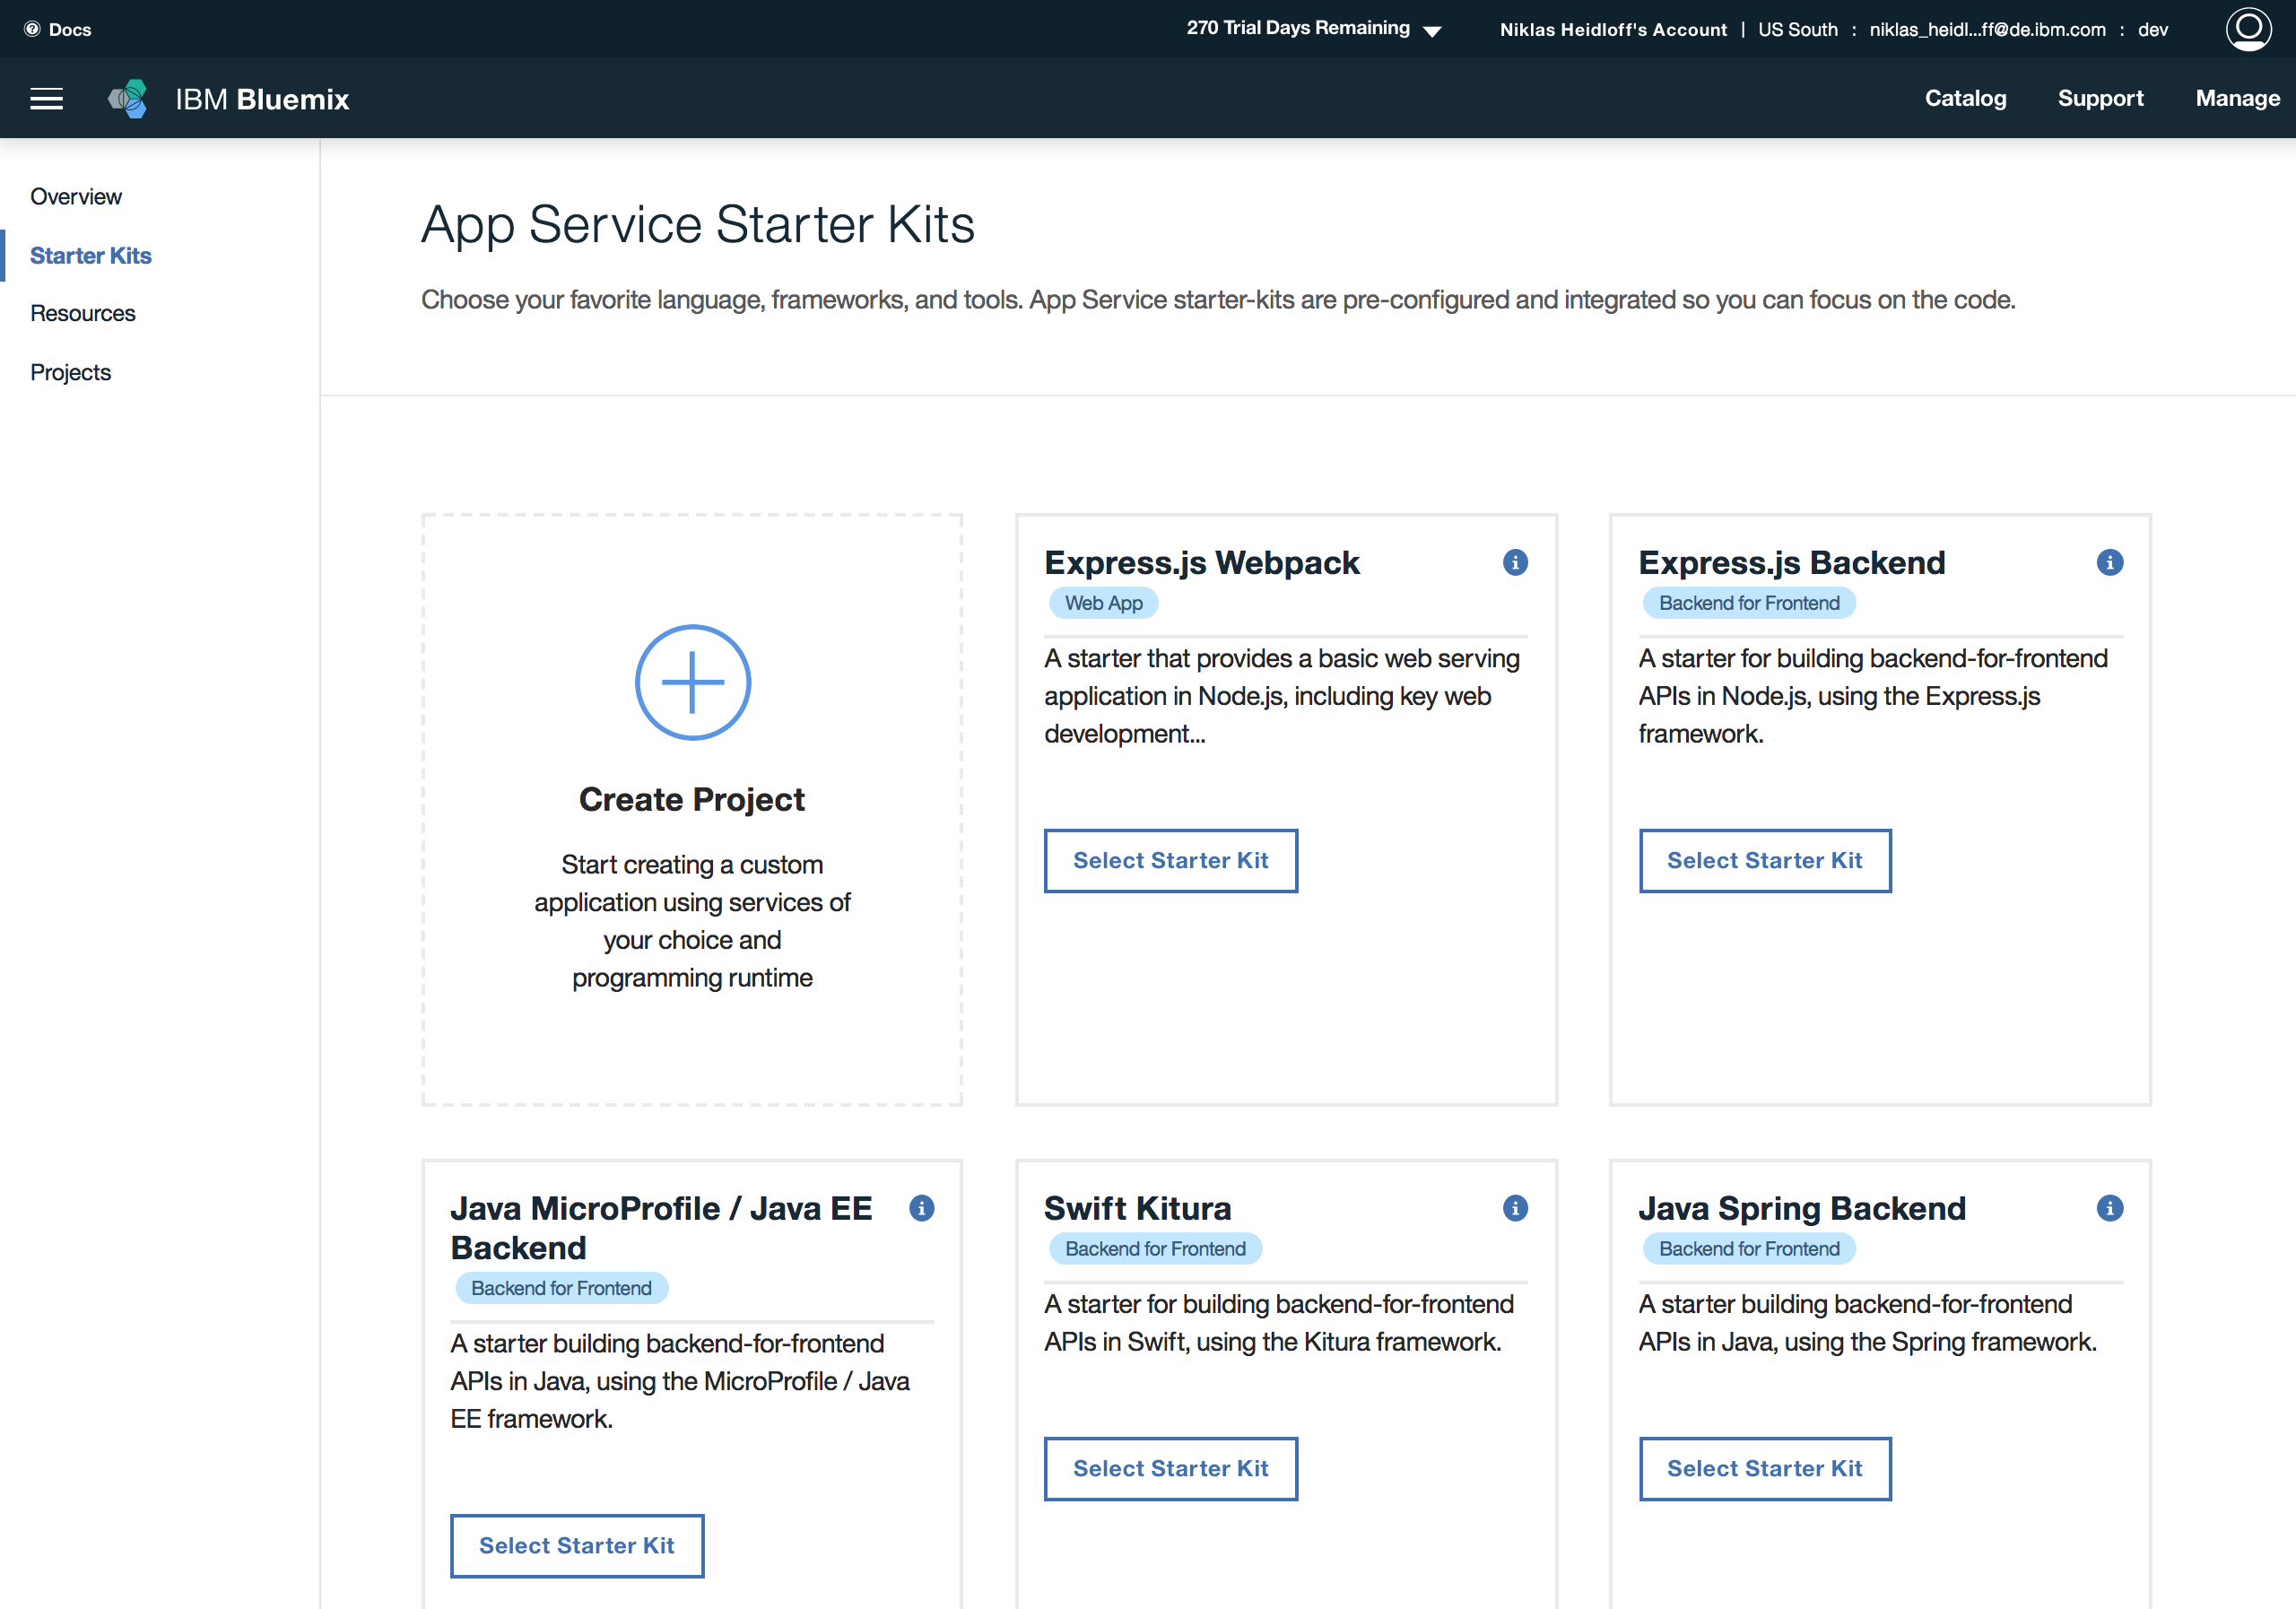 Docs
270 Trial Days Remaining
Niklas Heidloff's Account | US South : niklas_heidl...ff@de.ibm.com : dev
IBM Bluemix
Catalog
Support
Manage
Overview
Starter Kits
Resources
Projects
App Service Starter Kits
Choose your favorite language, frameworks, and tools. App Service starter-kits are pre-configured and integrated so you can focus on the code.
Create Project
Start creating a custom
application using services of
your choice and
programming runtime
Express.js Webpack
Web App
A starter that provides a basic web serving
application in Node.js, including key web
development...
Select Starter Kit
Express.js Backend
Backend for Frontend
A starter for building backend-for-frontend
APIs in Node.js, using the Express.js
framework.
Select Starter Kit
Java MicroProfile / Java EE
Backend
Backend for Frontend
A starter building backend-for-frontend
APIs in Java, using the MicroProfile / Java
EE framework.
Select Starter Kit
Swift Kitura
Backend for Frontend
A starter for building backend-for-frontend
APIs in Swift, using the Kitura framework.
Select Starter Kit
Java Spring Backend
Backend for Frontend
A starter building backend-for-frontend
APIs in Java, using the Spring framework.
Select Starter Kit